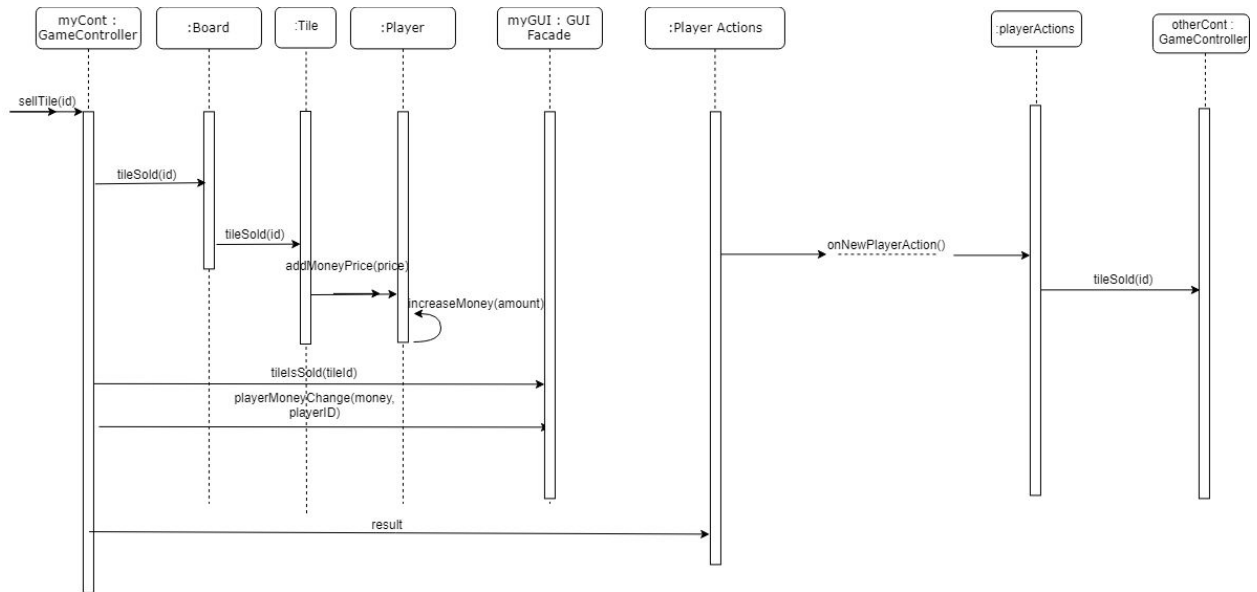 myCont :
GameController
:Board
:Tile
:Player
myGUI : GUI
Facade
:Player Actions
:playerActions
otherCont :
GameController
sellTile(id)
tileSold(id)
tileSold(id)
addMoneyPrice(price)
increaseMoney(amount)
onNewPlayerAction()
tileSold(id)
tileIsSold(tileId)
playerMoneyChange(money,
playerID)
result